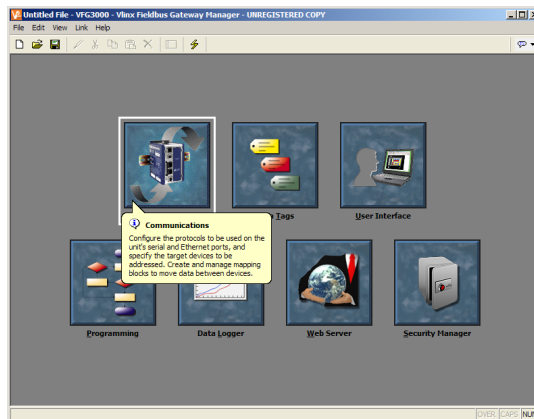 Untitled File - VFG3000 - Vlinx Fieldbus Gateway Manager - UNREGISTERED COPY
File Edit View Link Help
Tags
User Interface
Communications
Configure the protocols to be used on the
unit's serial and Ethernet ports, and
specify the target devices to be
addressed. Create and manage mapping
blocks to move data between devices.
Programming
Data Logger
Web Server
Security Manager
OVER CAPS NUM